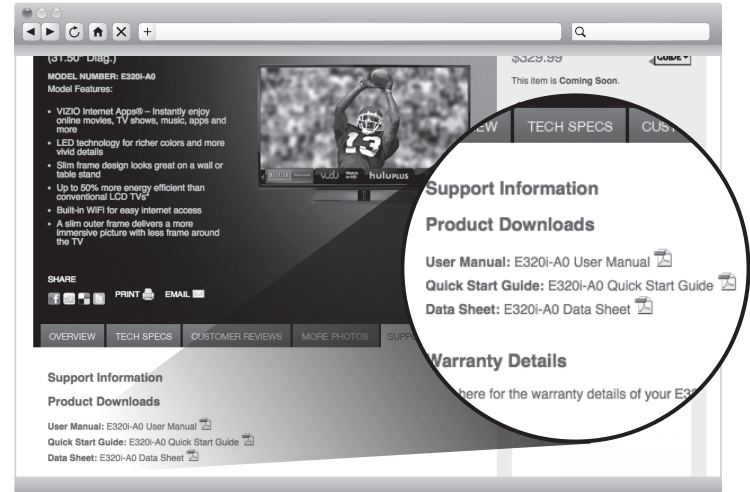 (31.50" Diag.)
MODEL NUMBER: E320I-A0
Model Features:
• VIZIO Internet Apps® – Instantly enjoy
online movies, TV shows, music, apps and
more
• LED technology for richer colors and more
vivid details
• Slim frame design looks great on a wall or
table stand
• Up to 50% more energy efficient than
conventional LCD TVs*
• Built-in WiFi for easy internet access
• A slim outer frame delivers a more
immersive picture with less frame around
the TV
13
VUDU Watch in HD huluPLUS
$329.99
GUIDE
This item is Coming Soon.
SHARE
PRINT EMAIL
OVERVIEW TECH SPECS CUSTOMER REVIEWS MORE PHOTOS SUPP
Support Information
Product Downloads
User Manual: E320i-A0 User Manual
Quick Start Guide: E320i-A0 Quick Start Guide
Data Sheet: E320i-A0 Data Sheet
EW TECH SPECS CUST
Support Information
Product Downloads
User Manual: E320i-A0 User Manual
Quick Start Guide: E320i-A0 Quick Start Guide
Data Sheet: E320i-A0 Data Sheet
Warranty Details
here for the warranty details of your E32